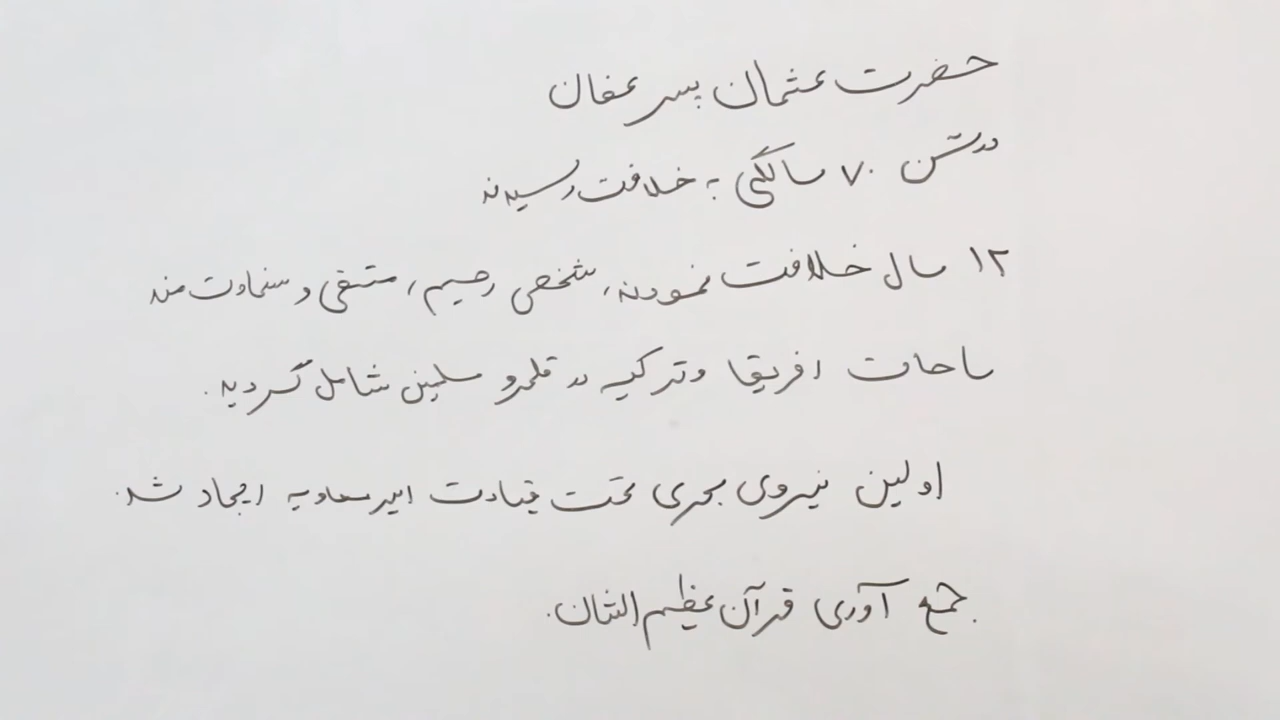 حضرت عثمان پسر عفان
در سن ۷۰ سالگی به خلافت رسیدند
۱۲ سال خلافت نمودند، شخص رحیم، متقی و سخاوت مند
ساحات افریقا و ترکیه در قلمرو مسلمین شامل گردید.
اولین نیروی بحری تحت قیادت امیر معاویه ایجاد شد.
جمع آوری قرآن عظیم الشان.